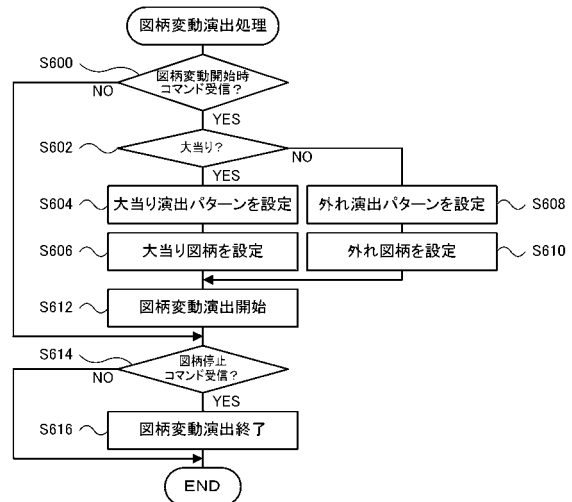 図柄変動演出処理
S600
図柄変動開始時
コマンド受信?
NO
YES
S602
大当り?
NO
YES
S604
大当り演出パターンを設定
外れ演出パターンを設定
S608
S606
大当り図柄を設定
外れ図柄を設定
S610
S612
図柄変動演出開始
S614
図柄停止
コマンド受信?
NO
YES
S616
図柄変動演出終了
END